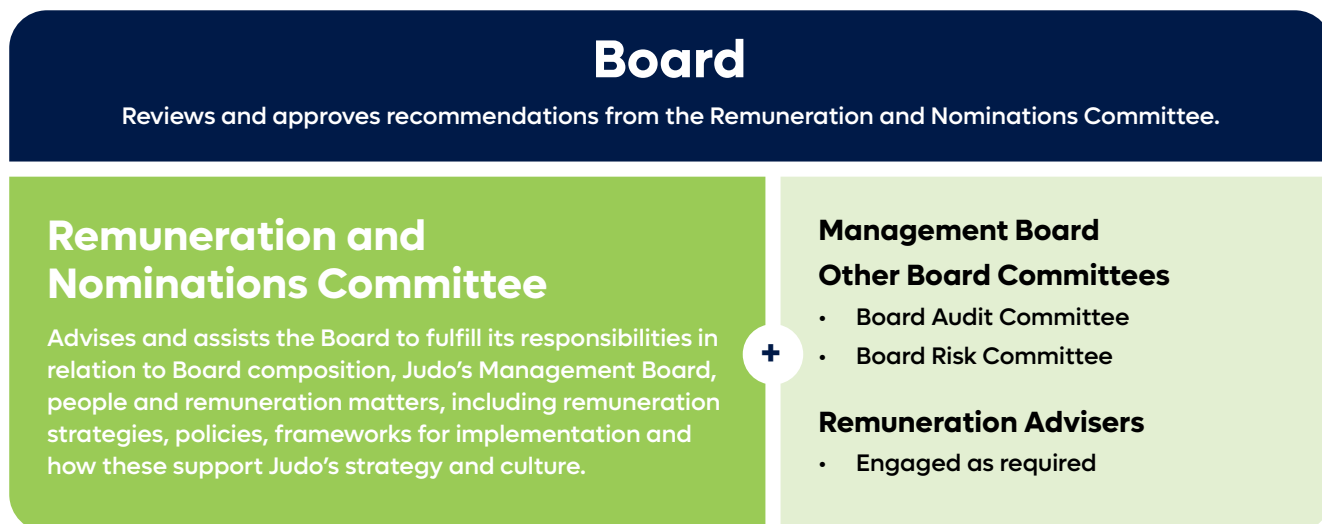 Board
Reviews and approves recommendations from the Remuneration and Nominations Committee.
Remuneration and
Nominations Committee
Advises and assists the Board to fulfill its responsibilities in
relation to Board composition, Judo’s Management Board,
people and remuneration matters, including remuneration
strategies, policies, frameworks for implementation and
how these support Judo’s strategy and culture.
+
Management Board
Other Board Committees
• Board Audit Committee
• Board Risk Committee
Remuneration Advisers
• Engaged as required